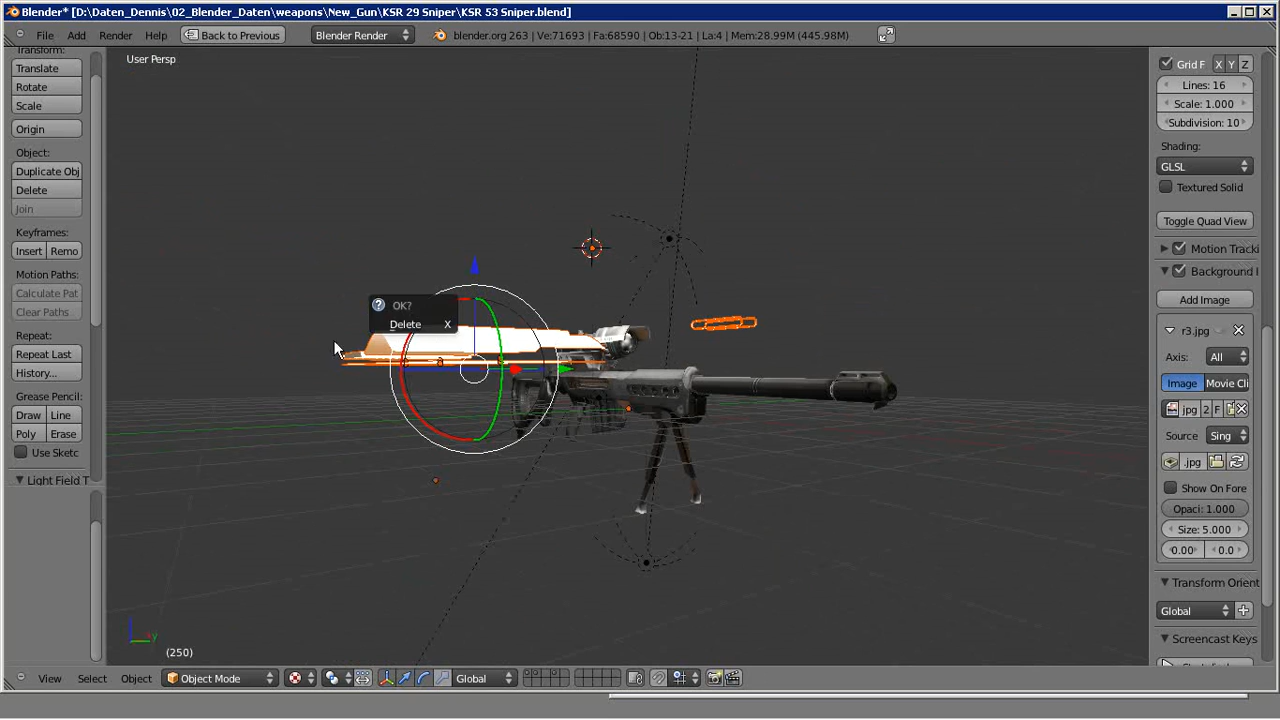 Blender* [D:\Daten_Dennis\02_Blender_Daten\weapons\New_Gun\KSR 29 Sniper\KSR 53 Sniper.blend]
File Add Render Help Back to Previous Blender Render blender.org 263 | Ve:71693 | Fa:68590 | Ob:13-21 | La:4 | Mem:28.99M (445.98M)
Transform:
Translate
Rotate
Scale
Origin
Object:
Duplicate Obj
Delete
Join
Keyframes:
Insert Remo
Motion Paths:
Calculate Pat
Clear Paths
Repeat:
Repeat Last
History...
Grease Pencil:
Draw Line
Poly Erase
Use Sketc
Light Field T
User Persp
OK?
Delete X
(250)
Grid F X Y Z
Lines: 16
Scale: 1.000
Subdivision: 10
Shading:
GLSL
Textured Solid
Toggle Quad View
Motion Tracki
Background I
Add Image
r3.jpg
Axis: All
Image Movie Cli
jpg 2 F
Source Sing
.jpg
Show On Fore
Opaci: 1.000
Size: 5.000
0.00 0.0
Transform Orient
Global
Screencast Keys
View Select Object Object Mode Global